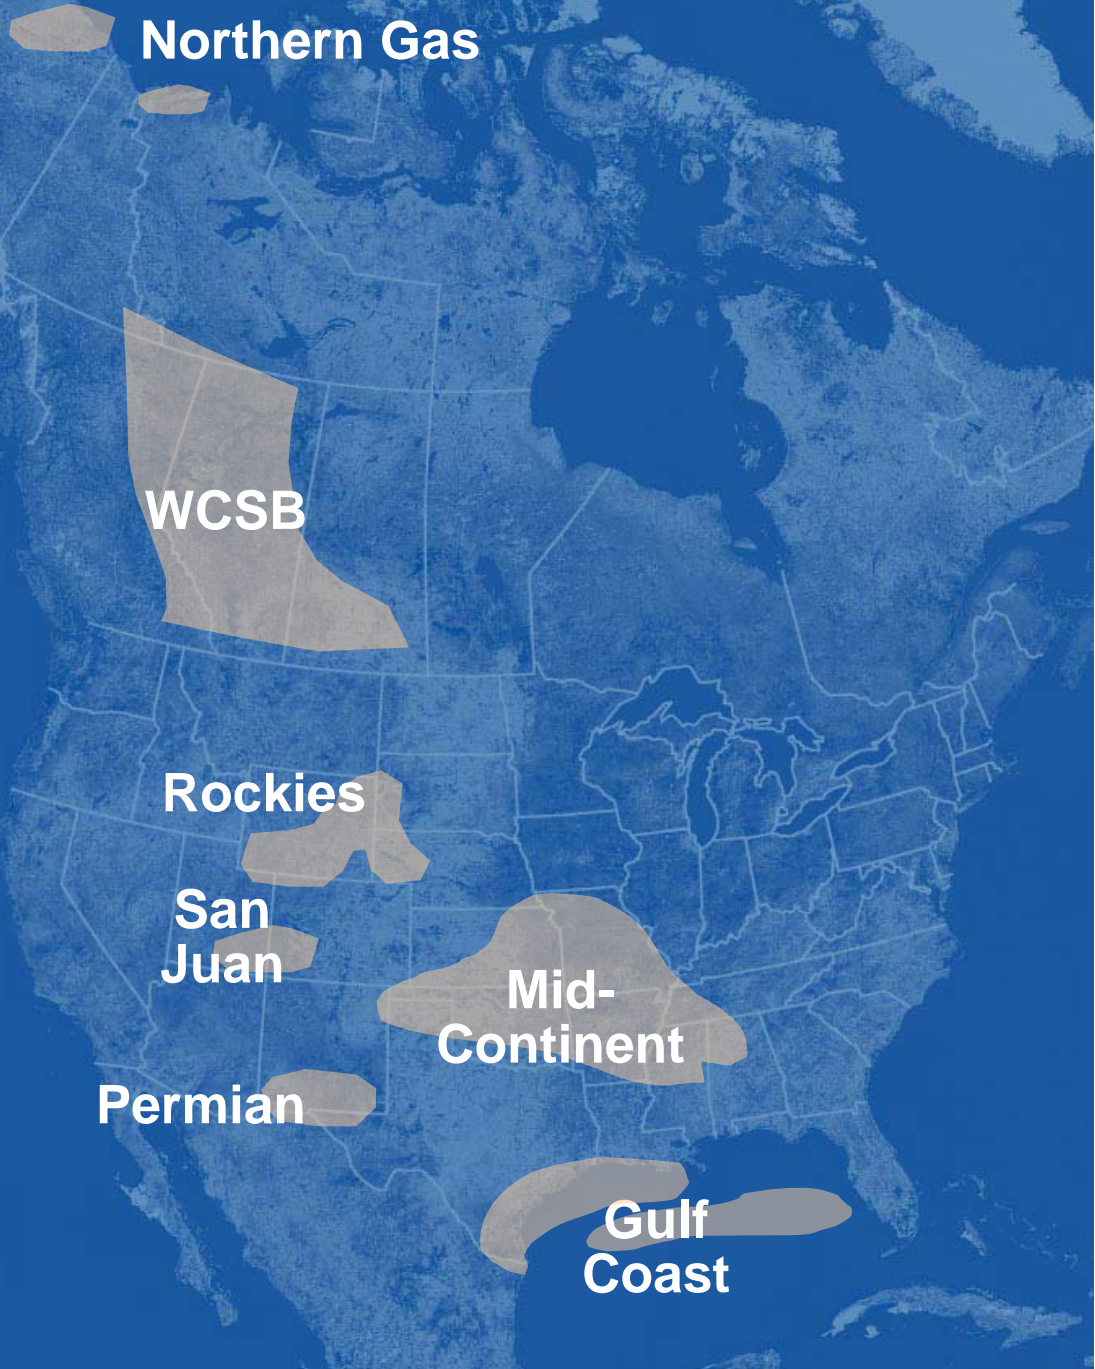 Northern Gas
WCSB
Rockies
San
Juan
Mid-
Continent
Permian
Gulf
Coast